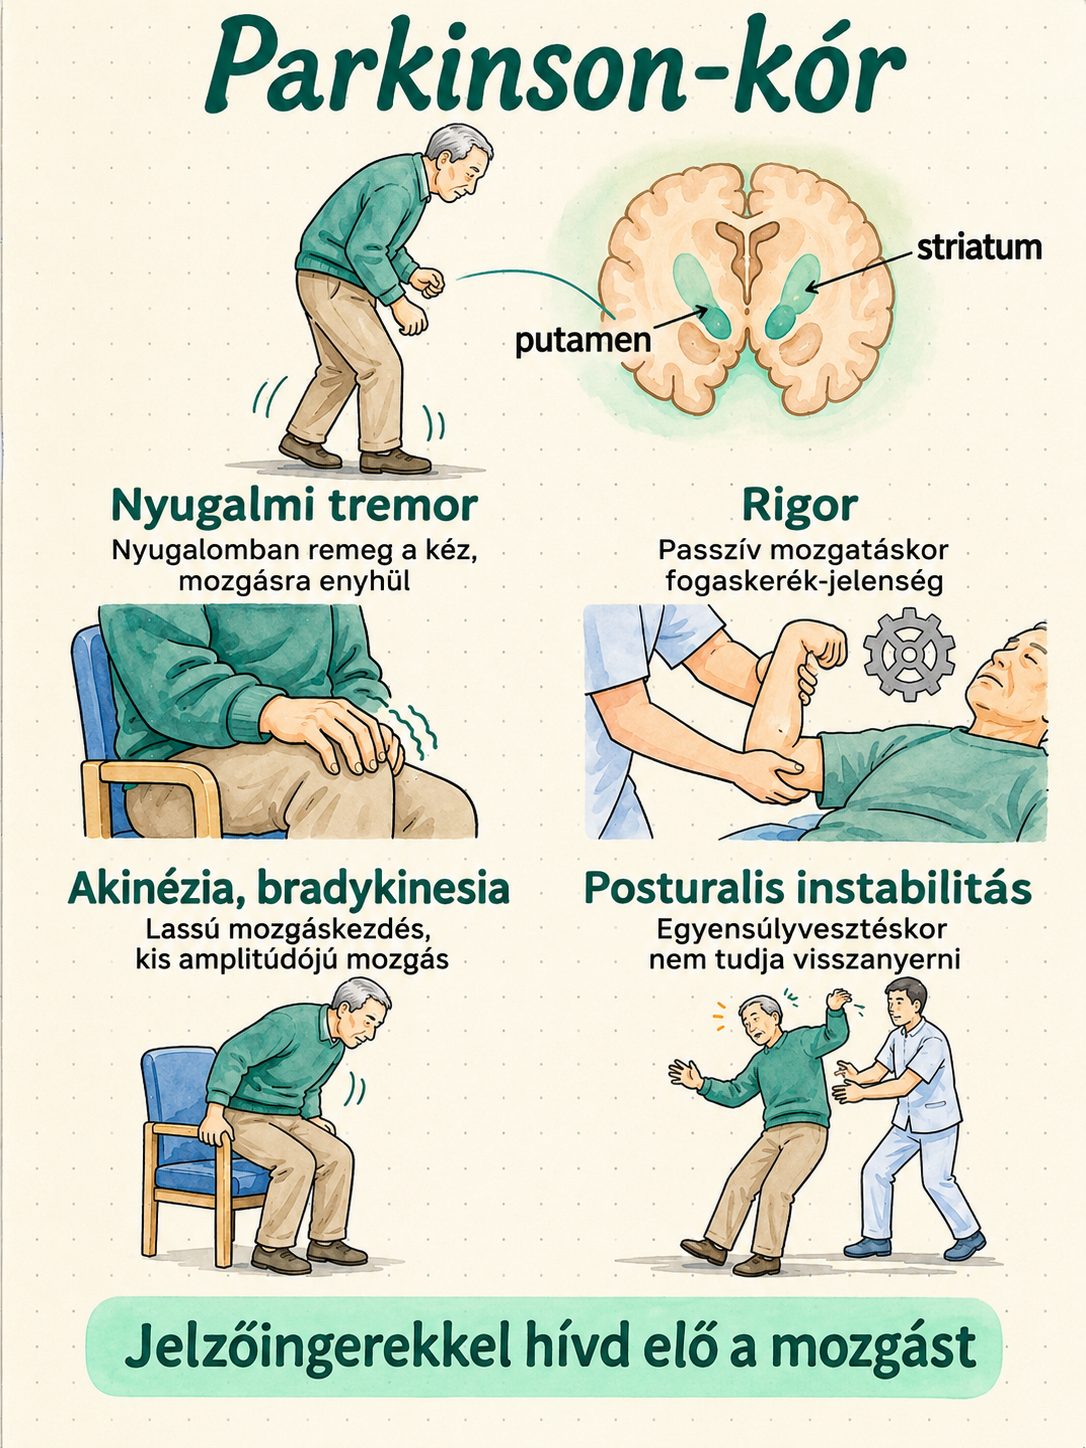 Parkinson-kór
striatum
putamen
Nyugalmi tremor
Nyugalomban remeg a kéz,
mozgásra enyhül
Rigor
Passzív mozgatáskor
fogaskerék-jelenség
Akinézia, bradykinesia
Lassú mozgáskezdés,
kis amplitúdójú mozgás
Posturalis instabilitás
Egyensúlyvesztéskor
nem tudja visszanyerni
Jelzőingerekkel hívd elő a mozgást